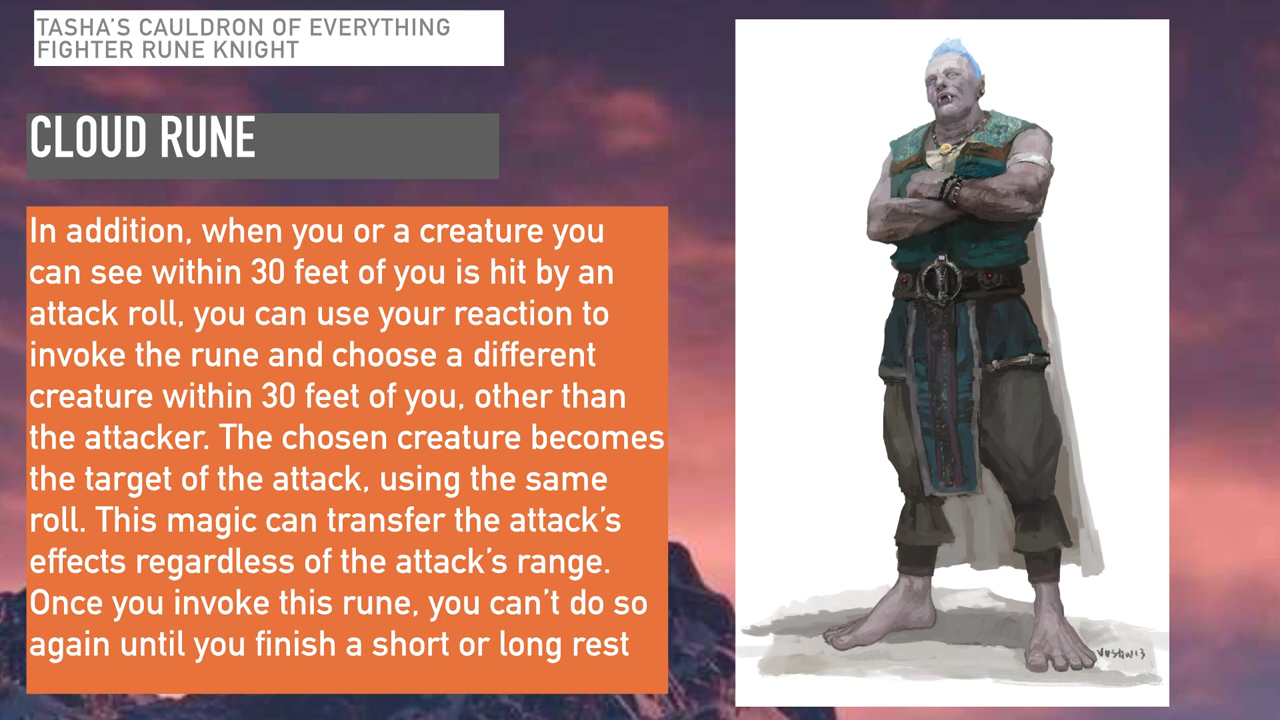 TASHA'S CAULDRON OF EVERYTHING
FIGHTER RUNE KNIGHT
CLOUD RUNE
In addition, when you or a creature you
can see within 30 feet of you is hit by an
attack roll, you can use your reaction to
invoke the rune and choose a different
creature within 30 feet of you, other than
the attacker. The chosen creature becomes
the target of the attack, using the same
roll. This magic can transfer the attack's
effects regardless of the attack's range.
Once you invoke this rune, you can't do so
again until you finish a short or long rest